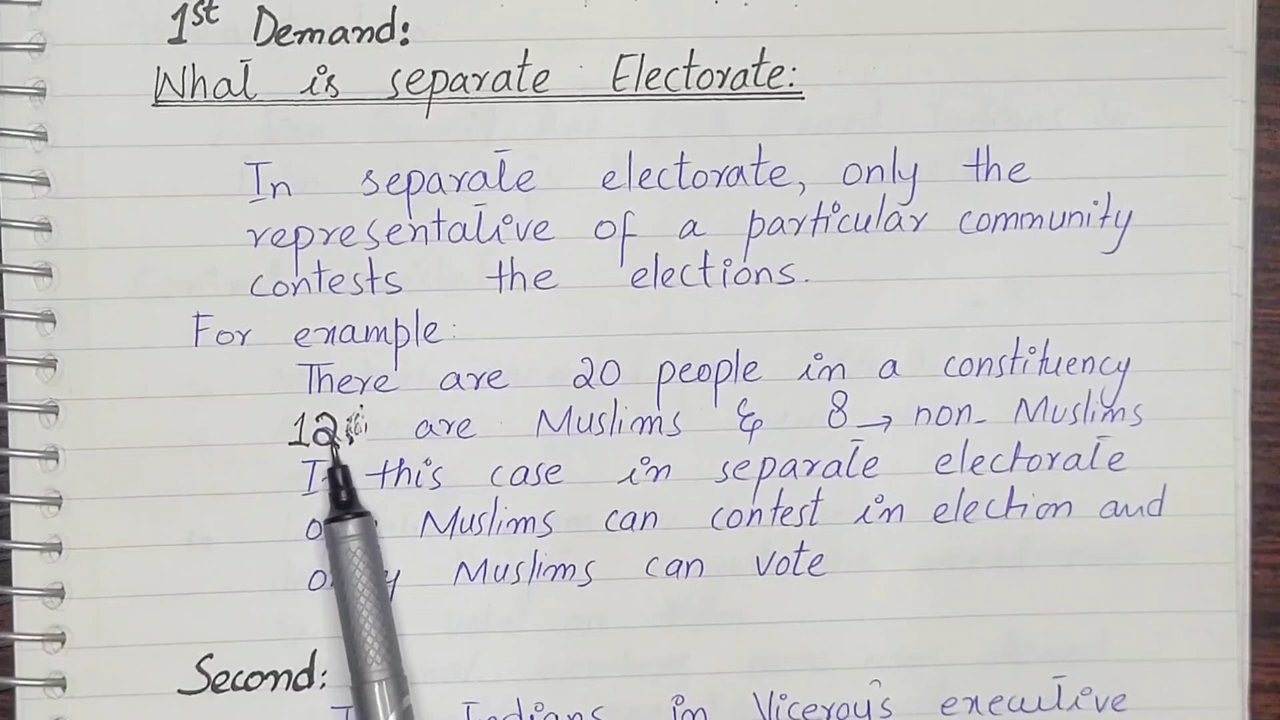 1st Demand:
What is separate Electorate:
In separate electorate, only the
representative of a particular community
contests the elections.
For example:
There are 20 people in a constituency
12 are Muslims & 8 → non-Muslims
this case in separate electorate
Muslims can contest in election and
Muslims can vote
Second:
Indians in Viceroy's executive